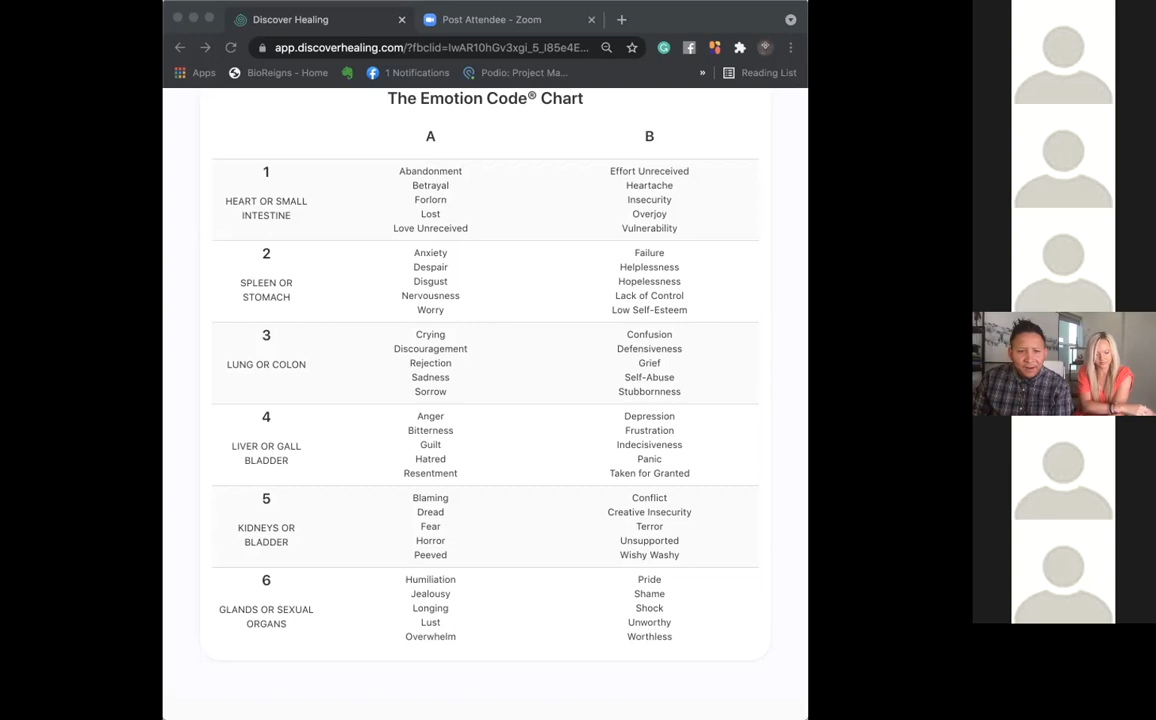 Discover Healing
Post Attendee - Zoom
app.discoverhealing.com/?fbclid=IwAR10hGv3xgi_5_l85e4E...
Apps
BioReigns - Home
1 Notifications
Podio: Project Ma...
»
Reading List
The Emotion Code® Chart
A
B
1
HEART OR SMALL
INTESTINE
Abandonment
Betrayal
Forlorn
Lost
Love Unreceived
Effort Unreceived
Heartache
Insecurity
Overjoy
Vulnerability
2
SPLEEN OR
STOMACH
Anxiety
Despair
Disgust
Nervousness
Worry
Failure
Helplessness
Hopelessness
Lack of Control
Low Self-Esteem
3
LUNG OR COLON
Crying
Discouragement
Rejection
Sadness
Sorrow
Confusion
Defensiveness
Grief
Self-Abuse
Stubbornness
4
LIVER OR GALL
BLADDER
Anger
Bitterness
Guilt
Hatred
Resentment
Depression
Frustration
Indecisiveness
Panic
Taken for Granted
5
KIDNEYS OR
BLADDER
Blaming
Dread
Fear
Horror
Peeved
Conflict
Creative Insecurity
Terror
Unsupported
Wishy Washy
6
GLANDS OR SEXUAL
ORGANS
Humiliation
Jealousy
Longing
Lust
Overwhelm
Pride
Shame
Shock
Unworthy
Worthless